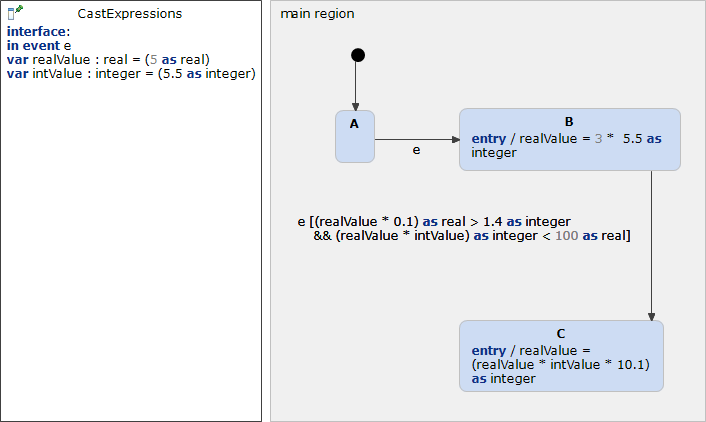 CastExpressions
interface:
in event e
var realValue : real = (5 as real)
var intValue : integer = (5.5 as integer)
main region
A
e
B
entry / realValue = 3 *  5.5 as
integer
e [(realValue * 0.1) as real > 1.4 as integer
&& (realValue * intValue) as integer < 100 as real]
C
entry / realValue =
(realValue * intValue * 10.1)
as integer